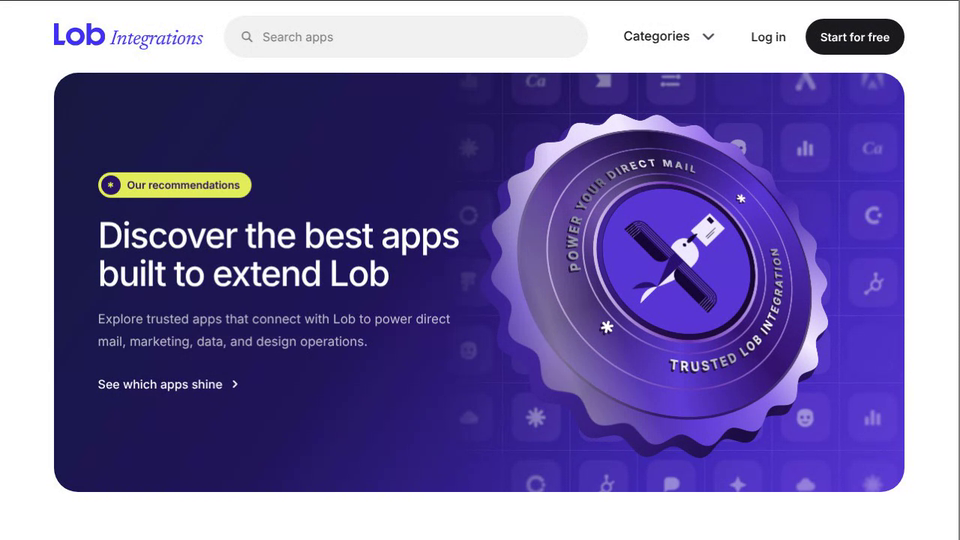 Lob Integrations
Search apps
Categories
Log in
Start for free
Our recommendations
Discover the best apps
built to extend Lob
Explore trusted apps that connect with Lob to power direct
mail, marketing, data, and design operations.
See which apps shine
POWER YOUR DIRECT MAIL
TRUSTED LOB INTEGRATION
Ca
Ca